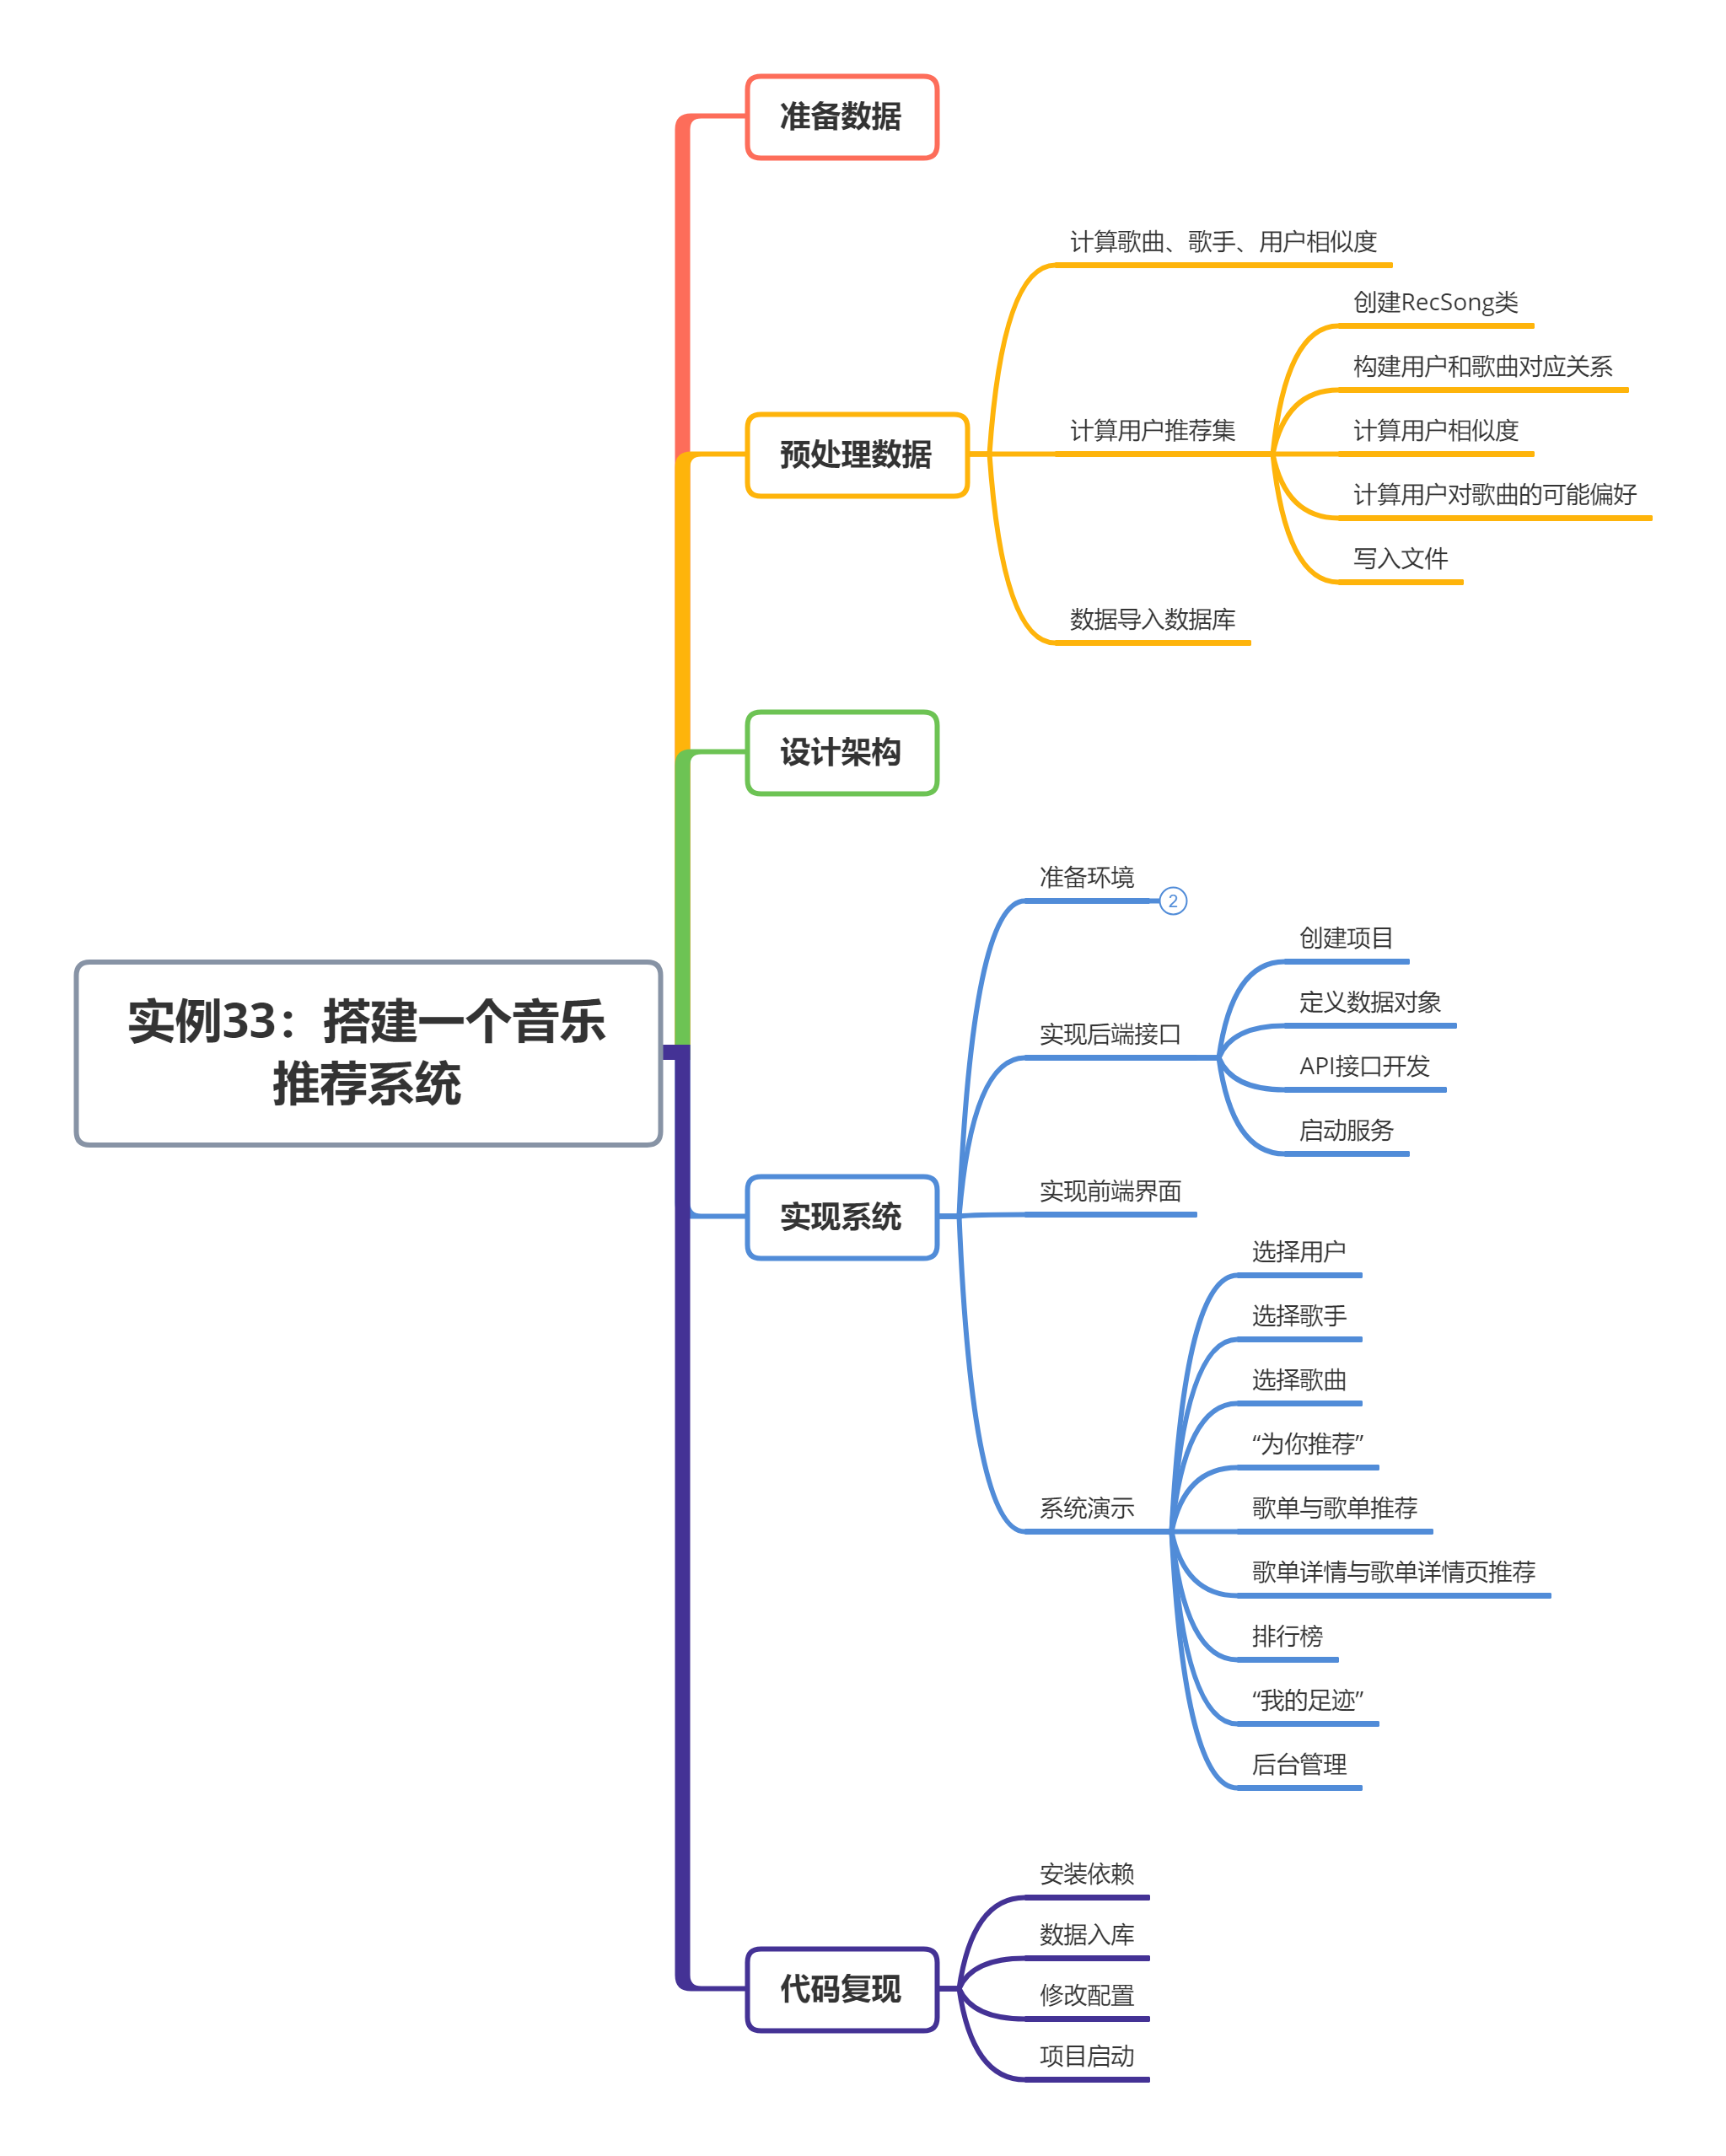 实例33：搭建一个音乐
推荐系统
准备数据
预处理数据
计算歌曲、歌手、用户相似度
计算用户推荐集
创建RecSong类
构建用户和歌曲对应关系
计算用户相似度
计算用户对歌曲的可能偏好
写入文件
数据导入数据库
设计架构
实现系统
准备环境
2
实现后端接口
创建项目
定义数据对象
API接口开发
启动服务
实现前端界面
系统演示
选择用户
选择歌手
选择歌曲
“为你推荐”
歌单与歌单推荐
歌单详情与歌单详情页推荐
排行榜
“我的足迹”
后台管理
代码复现
安装依赖
数据入库
修改配置
项目启动